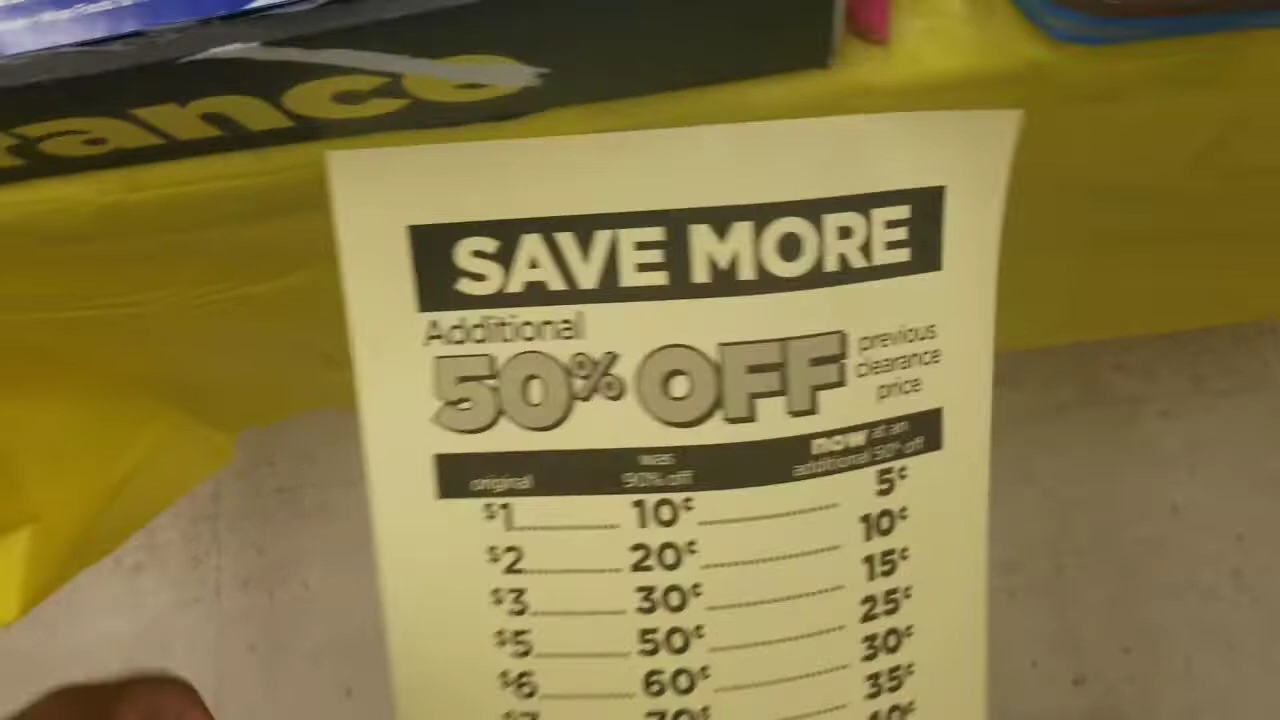 ranco
SAVE MORE
Additional
50% OFF
previous
clearance
price
original
was
90% off
now at an
additional 50% off
$1 10¢ 5¢
$2 20¢ 10¢
$3 30¢ 15¢
$5 50¢ 25¢
$6 60¢ 30¢
35¢